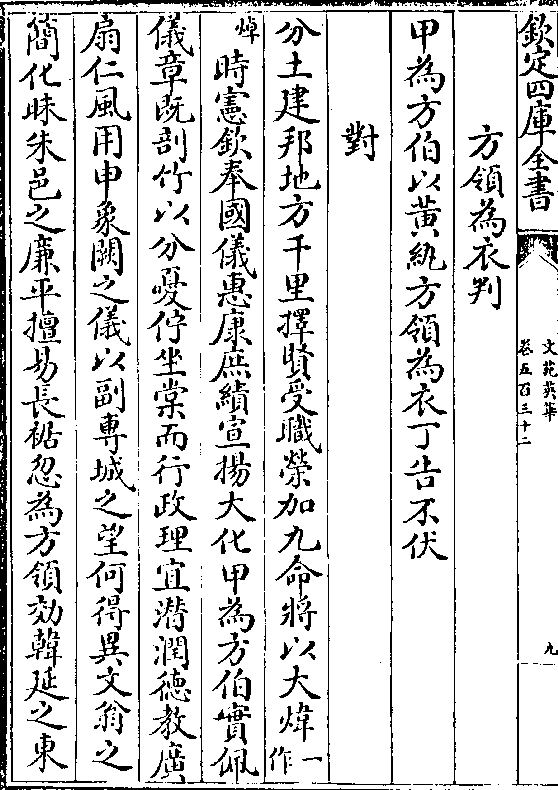 欽定四庫全書
文苑英華
卷五百三十二
九
方領為衣判
甲為方伯以黄紈方領為衣丁告不伏
對
分土建邦地方千里擇賢受職榮加九命將以大煒一作
焯時憲欽奉國儀惠康庶績宣揚大化甲為方伯實佩
儀章既剖竹以分憂佇坐棠而行政理宜潛潤德教廣
扇仁風用申象闕之儀以副專城之望何得異文翁之
簡化昧朱邑之廉平擅易長裾忽為方領效韓延之東